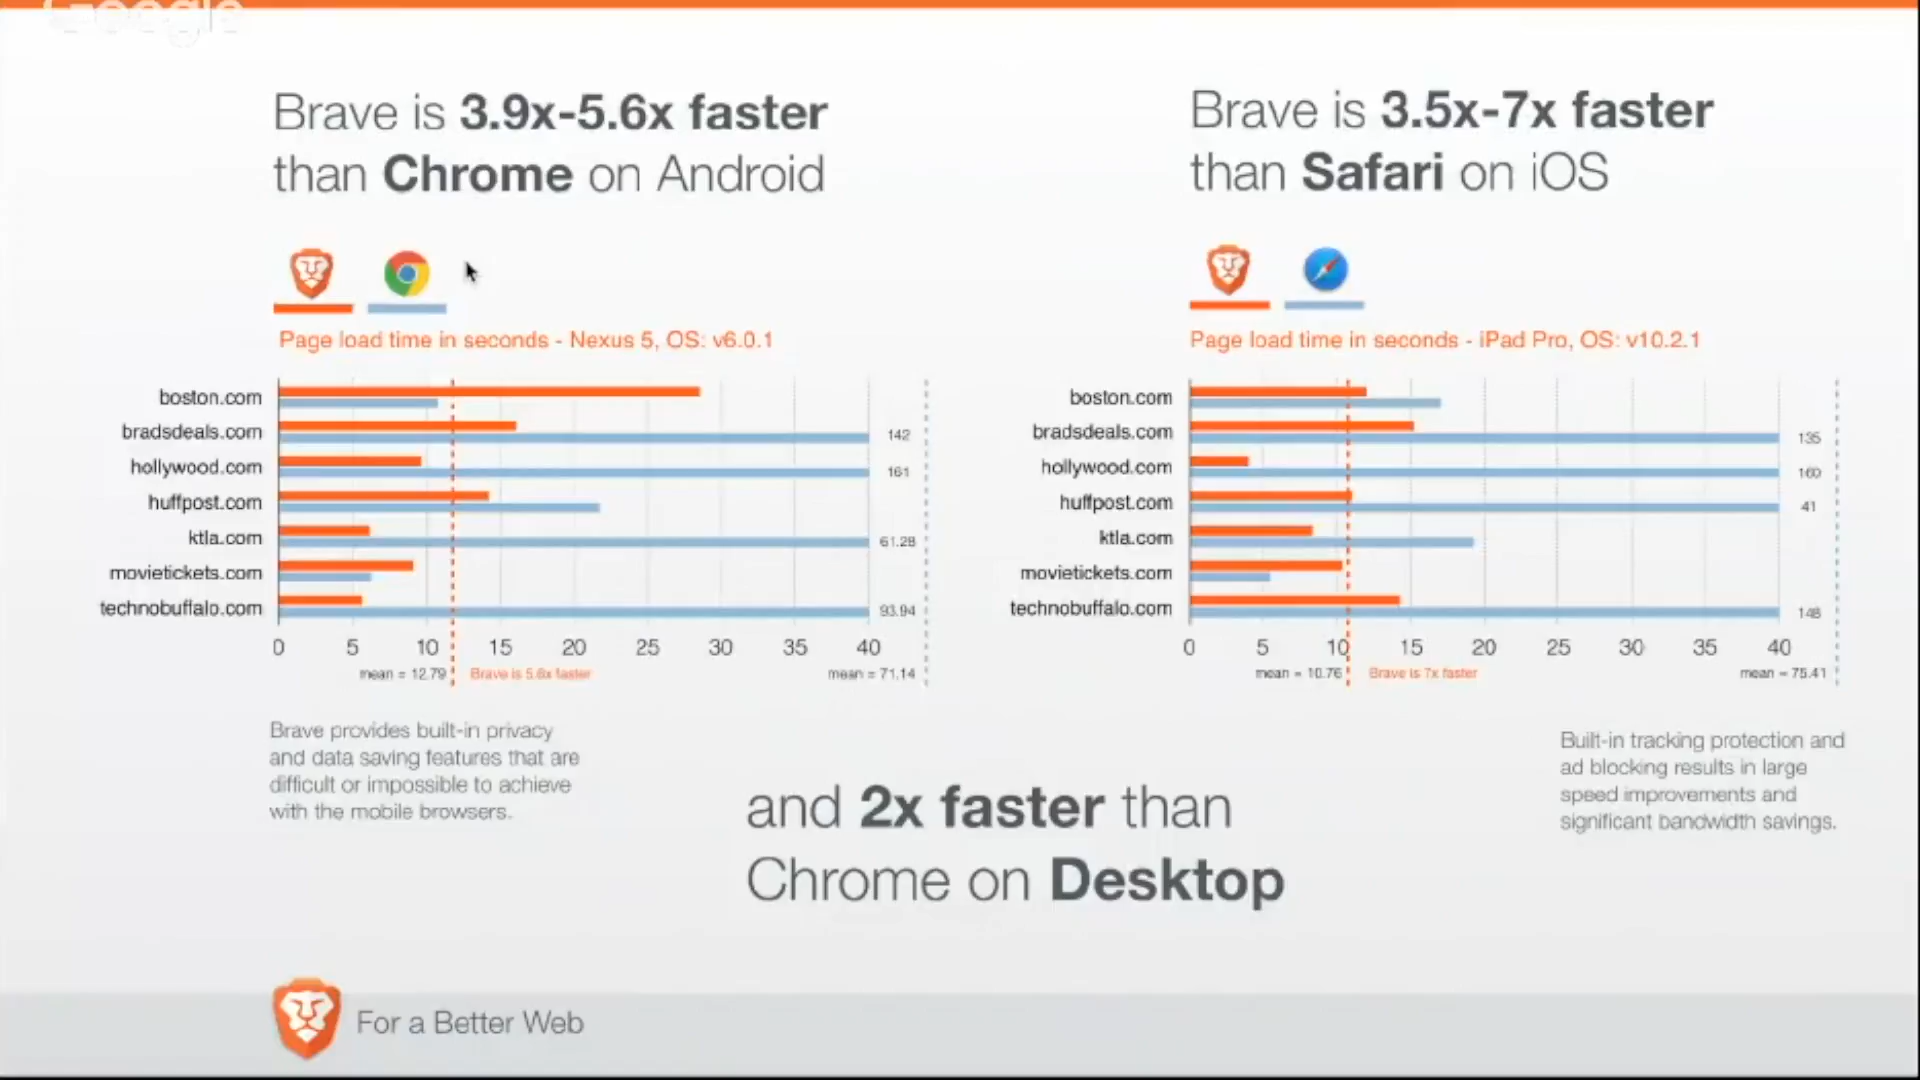 Google
Brave is 3.9x-5.6x faster
than Chrome on Android
Page load time in seconds - Nexus 5, OS: v6.0.1
boston.com
bradsdeals.com
142
hollywood.com
161
huffpost.com
ktla.com
61.28
movietickets.com
technobuffalo.com
93.94
0 5 10 15 20 25 30 35 40
mean = 12.79 Brave is 5.6x faster mean = 71.14
Brave provides built-in privacy
and data saving features that are
difficult or impossible to achieve
with the mobile browsers.
Brave is 3.5x-7x faster
than Safari on iOS
Page load time in seconds - iPad Pro, OS: v10.2.1
boston.com
bradsdeals.com
135
hollywood.com
160
huffpost.com
41
ktla.com
movietickets.com
technobuffalo.com
148
0 5 10 15 20 25 30 35 40
mean = 10.76 Brave is 7x faster mean = 75.41
Built-in tracking protection and
ad blocking results in large
speed improvements and
significant bandwidth savings.
and 2x faster than
Chrome on Desktop
For a Better Web